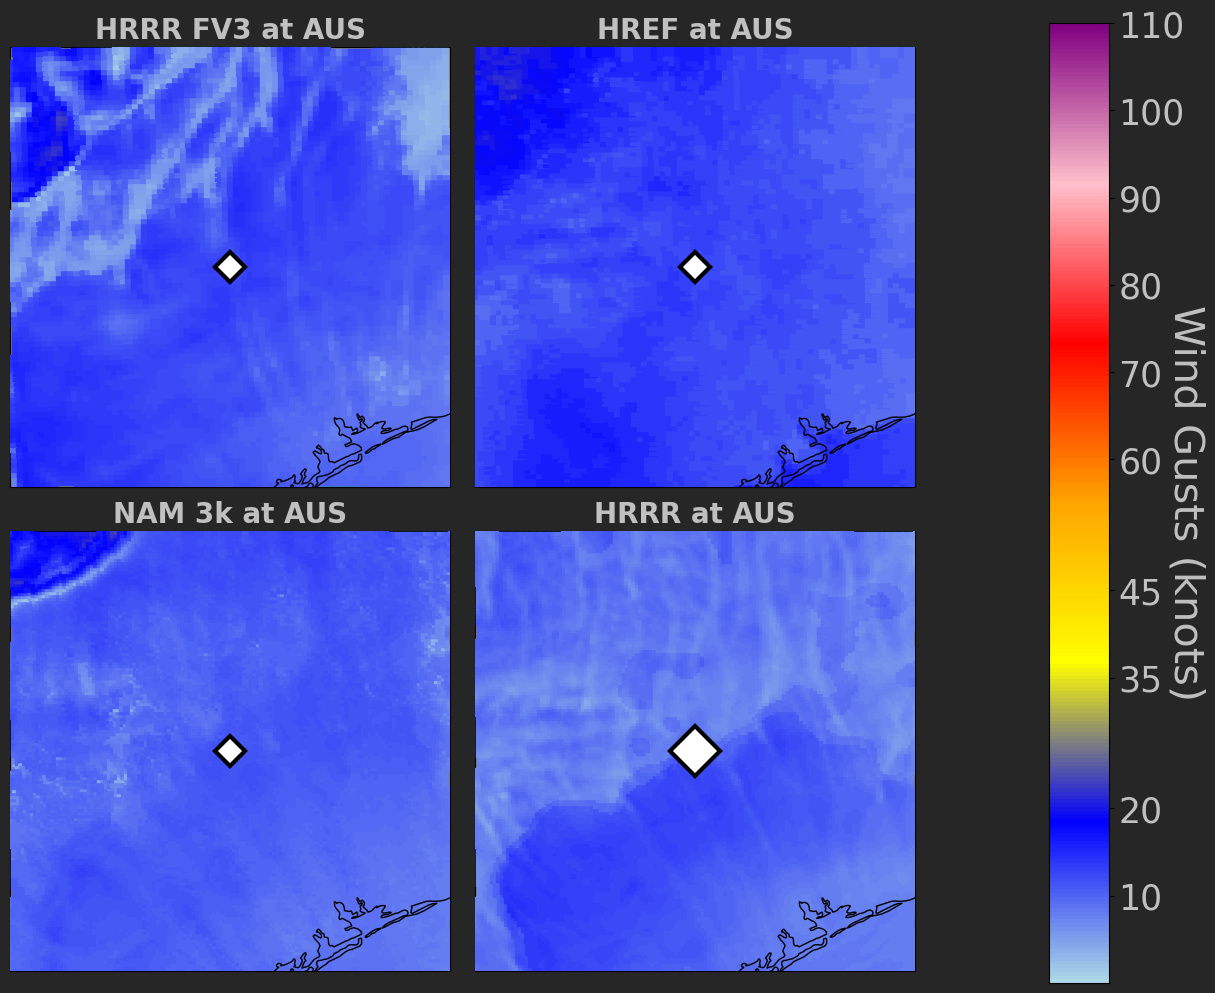 HRRR FV3 at AUS
HREF at AUS
NAM 3k at AUS
HRRR at AUS
110
100
90
80
70
60
45
35
20
10
Wind Gusts (knots)